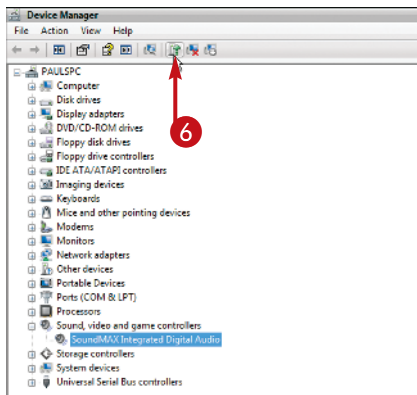 Device Manager
File Action View Help
PAULSPC
Computer
Disk drives
Display adapters
DVD/CD-ROM drives
Floppy disk drives
Floppy drive controllers
IDE ATA/ATAPI controllers
Imaging devices
Keyboards
Mice and other pointing devices
Modems
Monitors
Network adapters
Other devices
Portable Devices
Ports (COM & LPT)
Processors
Sound, video and game controllers
SoundMAX Integrated Digital Audio
Storage controllers
System devices
Universal Serial Bus controllers
6